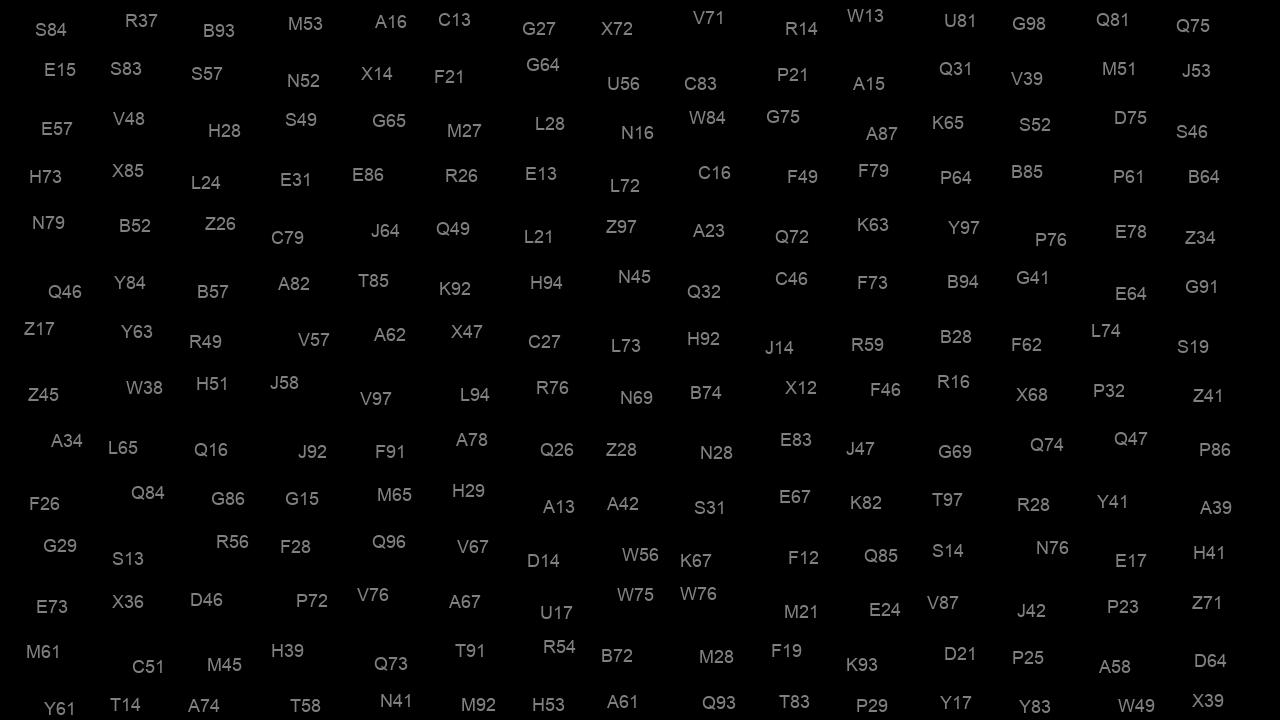 S84 R37 B93 M53 A16 C13 G27 X72 V71 R14 W13 U81 G98 Q81 Q75
E15 S83 S57 N52 X14 F21 G64 U56 C83 P21 A15 Q31 V39 M51 J53
E57 V48 H28 S49 G65 M27 L28 N16 W84 G75 A87 K65 S52 D75 S46
H73 X85 L24 E31 E86 R26 E13 L72 C16 F49 F79 P64 B85 P61 B64
N79 B52 Z26 C79 J64 Q49 L21 Z97 A23 Q72 K63 Y97 P76 E78 Z34
Q46 Y84 B57 A82 T85 K92 H94 N45 Q32 C46 F73 B94 G41 E64 G91
Z17 Y63 R49 V57 A62 X47 C27 L73 H92 J14 R59 B28 F62 L74 S19
Z45 W38 H51 J58 V97 L94 R76 N69 B74 X12 F46 R16 X68 P32 Z41
A34 L65 Q16 J92 F91 A78 Q26 Z28 N28 E83 J47 G69 Q74 Q47 P86
F26 Q84 G86 G15 M65 H29 A13 A42 S31 E67 K82 T97 R28 Y41 A39
G29 S13 R56 F28 Q96 V67 D14 W56 K67 F12 Q85 S14 N76 E17 H41
E73 X36 D46 P72 V76 A67 U17 W75 W76 M21 E24 V87 J42 P23 Z71
M61 C51 M45 H39 Q73 T91 R54 B72 M28 F19 K93 D21 P25 A58 D64
Y61 T14 A74 T58 N41 M92 H53 A61 Q93 T83 P29 Y17 Y83 W49 X39